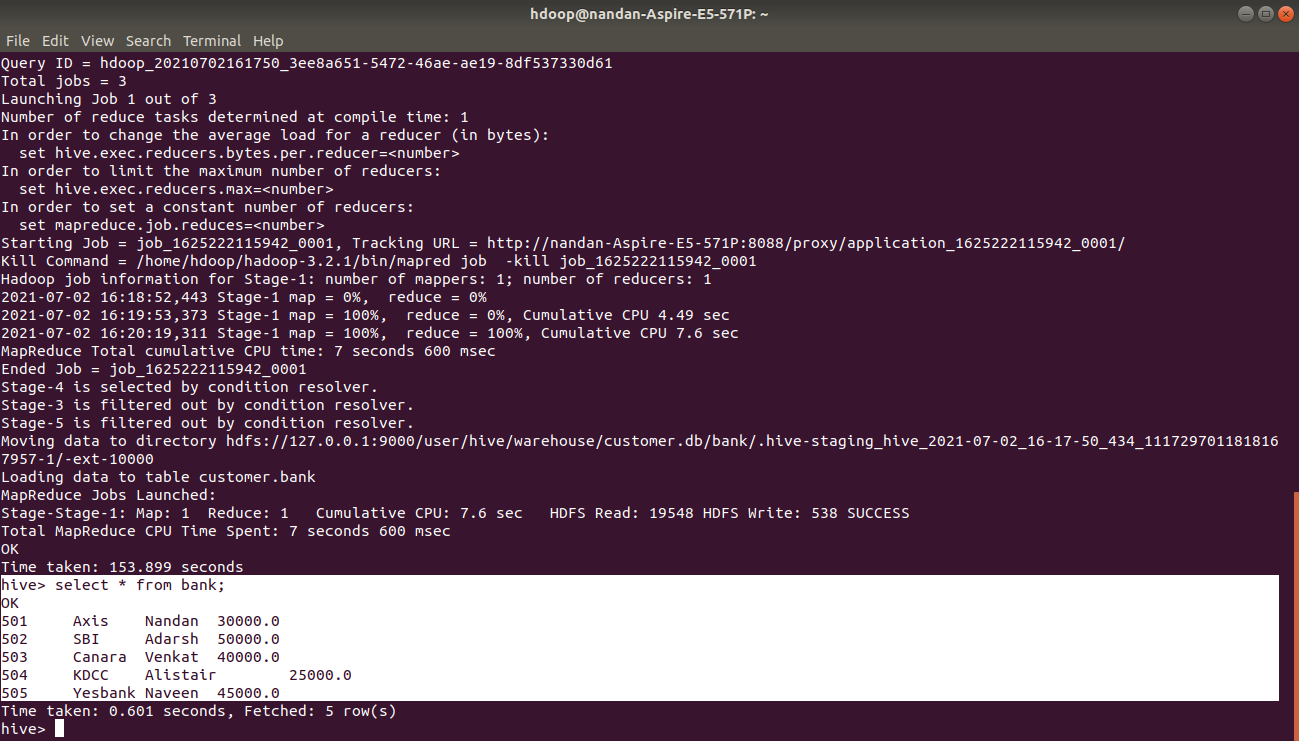 hdoop@nandan-Aspire-E5-571P: ~
File Edit View Search Terminal Help
Query ID = hdoop_20210702161750_3ee8a651-5472-46ae-ae19-8df537330d61
Total jobs = 3
Launching Job 1 out of 3
Number of reduce tasks determined at compile time: 1
In order to change the average load for a reducer (in bytes):
  set hive.exec.reducers.bytes.per.reducer=<number>
In order to limit the maximum number of reducers:
  set hive.exec.reducers.max=<number>
In order to set a constant number of reducers:
  set mapreduce.job.reduces=<number>
Starting Job = job_1625222115942_0001, Tracking URL = http://nandan-Aspire-E5-571P:8088/proxy/application_1625222115942_0001/
Kill Command = /home/hdoop/hadoop-3.2.1/bin/mapred job  -kill job_1625222115942_0001
Hadoop job information for Stage-1: number of mappers: 1; number of reducers: 1
2021-07-02 16:18:52,443 Stage-1 map = 0%,  reduce = 0%
2021-07-02 16:19:53,373 Stage-1 map = 100%,  reduce = 0%, Cumulative CPU 4.49 sec
2021-07-02 16:20:19,311 Stage-1 map = 100%,  reduce = 100%, Cumulative CPU 7.6 sec
MapReduce Total cumulative CPU time: 7 seconds 600 msec
Ended Job = job_1625222115942_0001
Stage-4 is selected by condition resolver.
Stage-3 is filtered out by condition resolver.
Stage-5 is filtered out by condition resolver.
Moving data to directory hdfs://127.0.0.1:9000/user/hive/warehouse/customer.db/bank/.hive-staging_hive_2021-07-02_16-17-50_434_111729701181816
7957-1/-ext-10000
Loading data to table customer.bank
MapReduce Jobs Launched:
Stage-Stage-1: Map: 1  Reduce: 1   Cumulative CPU: 7.6 sec   HDFS Read: 19548 HDFS Write: 538 SUCCESS
Total MapReduce CPU Time Spent: 7 seconds 600 msec
OK
Time taken: 153.899 seconds
hive> select * from bank;
OK
501     Axis    Nandan  30000.0
502     SBI     Adarsh  50000.0
503     Canara  Venkat  40000.0
504     KDCC    Alistair        25000.0
505     Yesbank Naveen  45000.0
Time taken: 0.601 seconds, Fetched: 5 row(s)
hive>